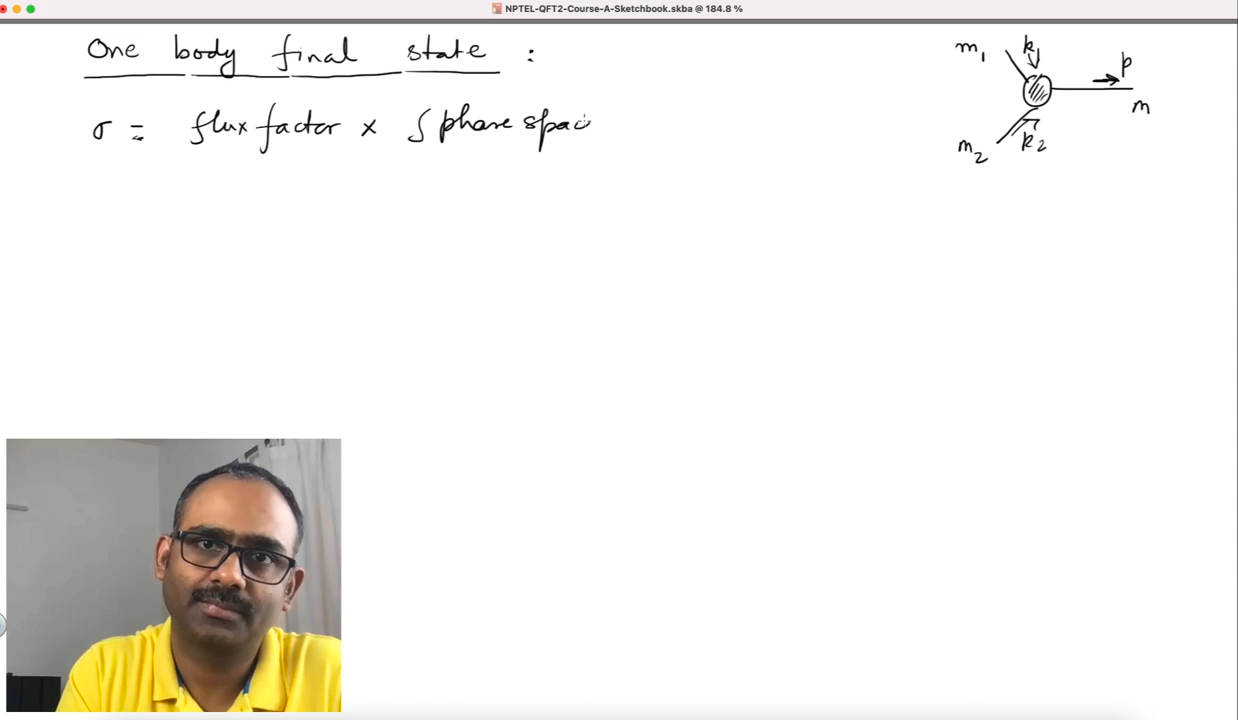 NPTEL-QFT2-Course-A-Sketchbook.skba @ 184.8 %
One body final state :
σ = flux factor × ∫ phase spac
m1 k1 p
m
m2 k2